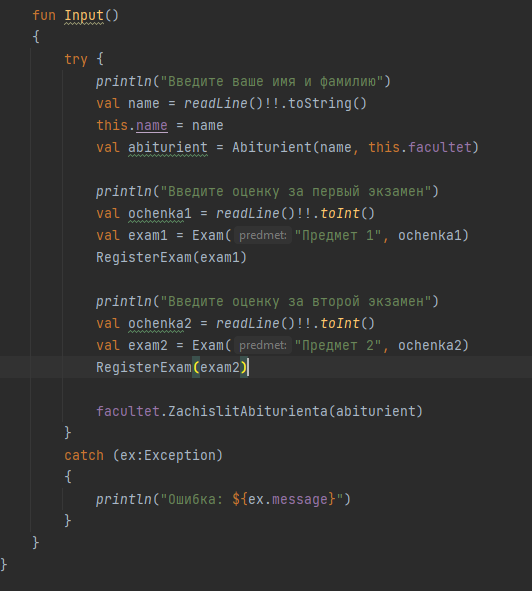 fun Input()
{
try {
println("Введите ваше имя и фамилию")
val name = readLine()!!.toString()
this.name = name
val abiturient = Abiturient(name, this.facultet)
println("Введите оценку за первый экзамен")
val ochenka1 = readLine()!!.toInt()
val exam1 = Exam( predmet: "Предмет 1", ochenka1)
RegisterExam(exam1)
println("Введите оценку за второй экзамен")
val ochenka2 = readLine()!!.toInt()
val exam2 = Exam( predmet: "Предмет 2", ochenka2)
RegisterExam(exam2)
facultet.ZachislitAbiturienta(abiturient)
}
catch (ex:Exception)
{
println("Ошибка: ${ex.message}")
}
}
}